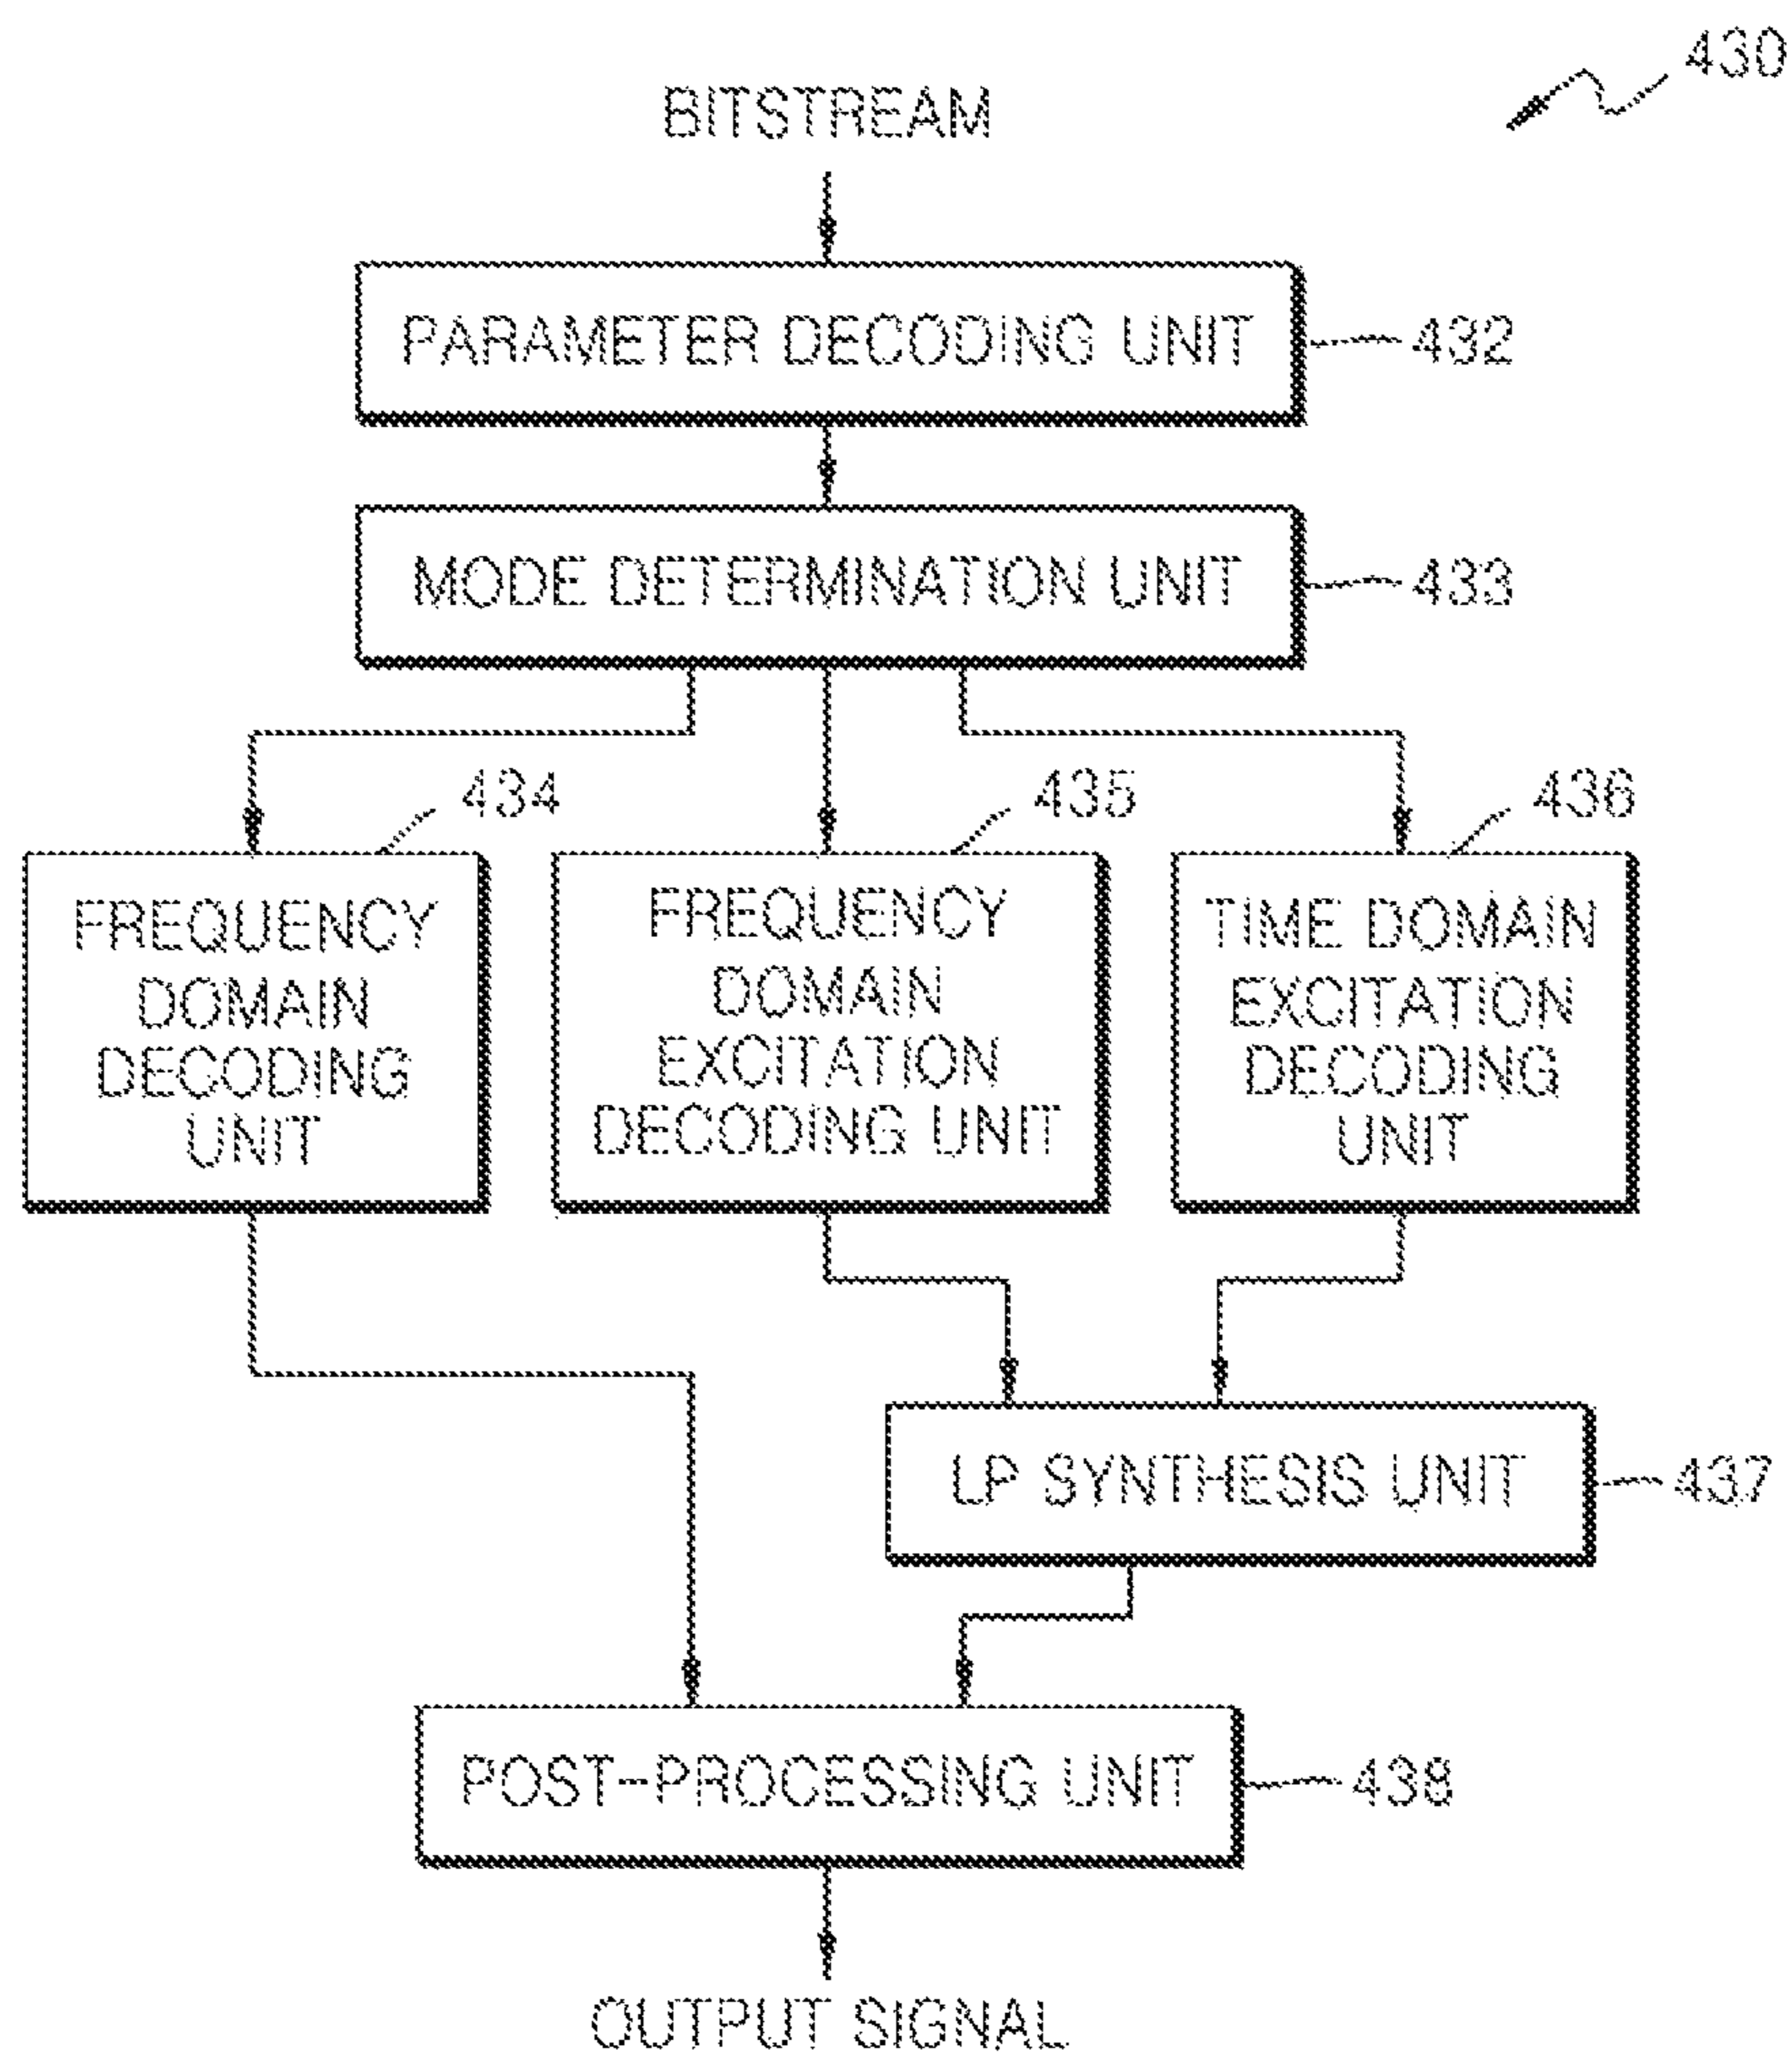 430
BITSTREAM
PARAMETER DECODING UNIT
432
MODE DETERMINATION UNIT
433
434
435
436
FREQUENCY
DOMAIN
DECODING
UNIT
FREQUENCY
DOMAIN
EXCITATION
DECODING UNIT
TIME DOMAIN
EXCITATION
DECODING
UNIT
LP SYNTHESIS UNIT
437
POST-PROCESSING UNIT
438
OUTPUT SIGNAL